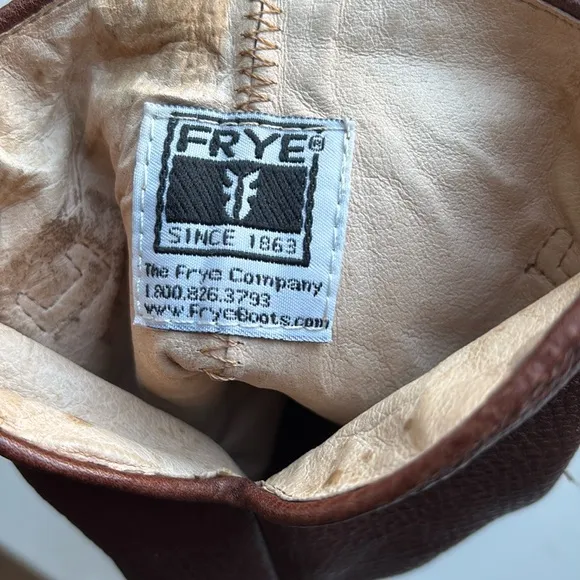 FRYE®
SINCE 1863
The Frye Company
1.800.826.3793
www.FryeBoots.com